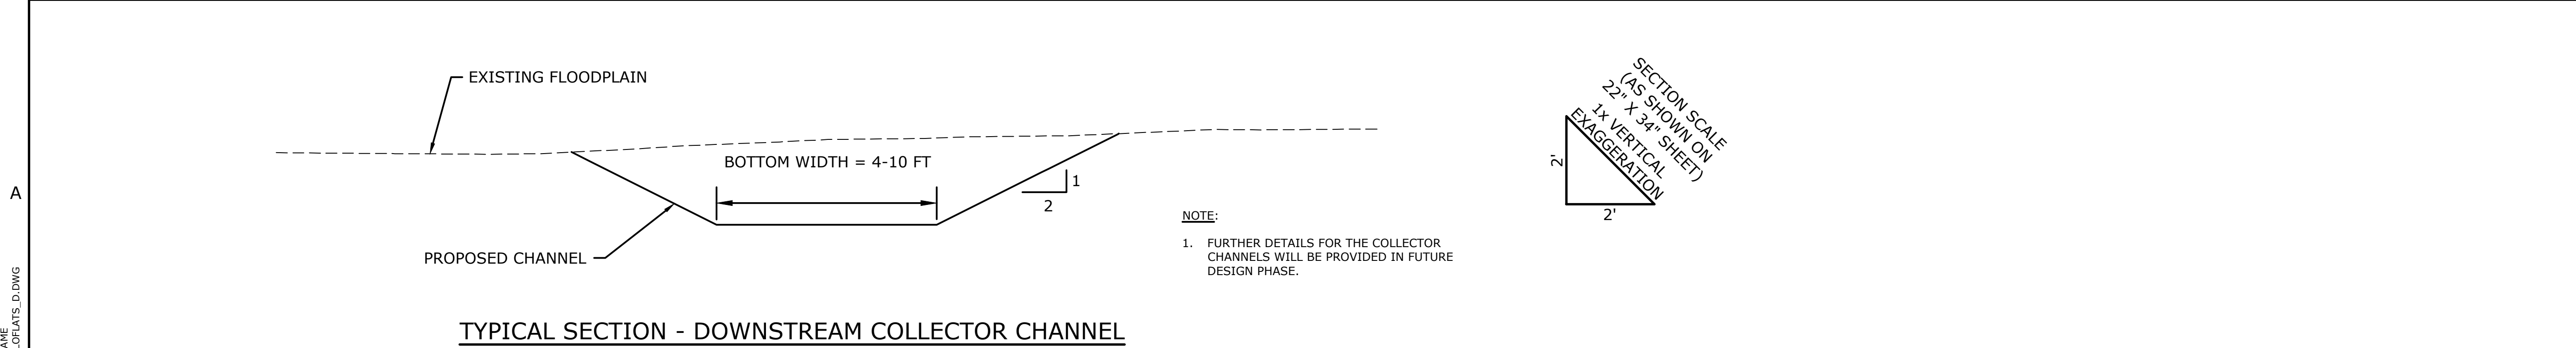 EXISTING FLOODPLAIN
BOTTOM WIDTH = 4-10 FT
1
2
PROPOSED CHANNEL
NOTE:
1. FURTHER DETAILS FOR THE COLLECTOR
CHANNELS WILL BE PROVIDED IN FUTURE
DESIGN PHASE.
SECTION SCALE
(AS SHOWN ON
22" X 34" SHEET)
1x VERTICAL
EXAGGERATION
2'
2'
A
TYPICAL SECTION - DOWNSTREAM COLLECTOR CHANNEL
AME
LOFLATS_D.DWG